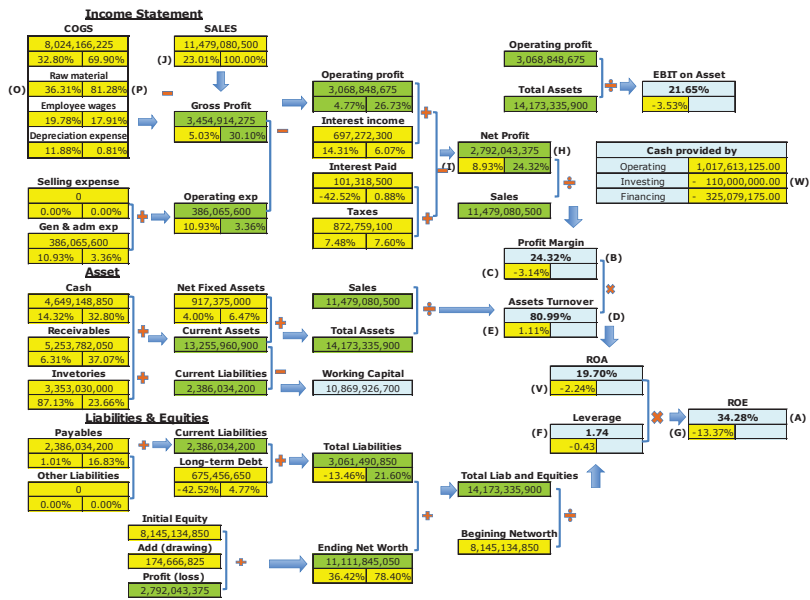 Income Statement
COGS
8,024,166,225
32.80% 69.90%
Raw material
(O) 36.31% 81.28% (P)
Employee wages
19.78% 17.91%
Depreciation expense
11.88% 0.81%
SALES
(J) 11,479,080,500
23.01% 100.00%
Gross Profit
3,454,914,275
5.03% 30.10%
Selling expense
0
0.00% 0.00%
Gen & adm exp
386,065,600
10.93% 3.36%
Operating exp
386,065,600
10.93% 3.36%
Operating profit
3,068,848,675
4.77% 26.73%
Interest income
697,272,300
14.31% 6.07%
Interest Paid
101,318,500
-42.52% 0.88%
Taxes
872,759,100
7.48% 7.60%
Operating profit
3,068,848,675
Total Assets
14,173,335,900
EBIT on Asset
21.65%
-3.53%
Net Profit
2,792,043,375 (H)
(I) 8.93% 24.32%
Sales
11,479,080,500
Cash provided by
Operating 1,017,613,125.00
Investing - 110,000,000.00 (W)
Financing - 325,079,175.00
Profit Margin
24.32% (B)
(C) -3.14%
Assets Turnover
80.99% (D)
(E) 1.11%
Asset
Cash
4,649,148,850
14.32% 32.80%
Receivables
5,253,782,050
6.31% 37.07%
Invetories
3,353,030,000
87.13% 23.66%
Net Fixed Assets
917,375,000
4.00% 6.47%
Current Assets
13,255,960,900
Current Liabilities
2,386,034,200
Sales
11,479,080,500
Total Assets
14,173,335,900
Working Capital
10,869,926,700
ROA
19.70%
(V) -2.24%
Leverage
(F) 1.74
-0.43
ROE
34.28% (A)
(G) -13.37%
Liabilities & Equities
Payables
2,386,034,200
1.01% 16.83%
Other Liabilities
0
0.00% 0.00%
Current Liabilities
2,386,034,200
Long-term Debt
675,456,650
-42.52% 4.77%
Total Liabilities
3,061,490,850
-13.46% 21.60%
Total Liab and Equities
14,173,335,900
Begining Networth
8,145,134,850
Initial Equity
8,145,134,850
Add (drawing)
174,666,825
Profit (loss)
2,792,043,375
Ending Net Worth
11,111,845,050
36.42% 78.40%